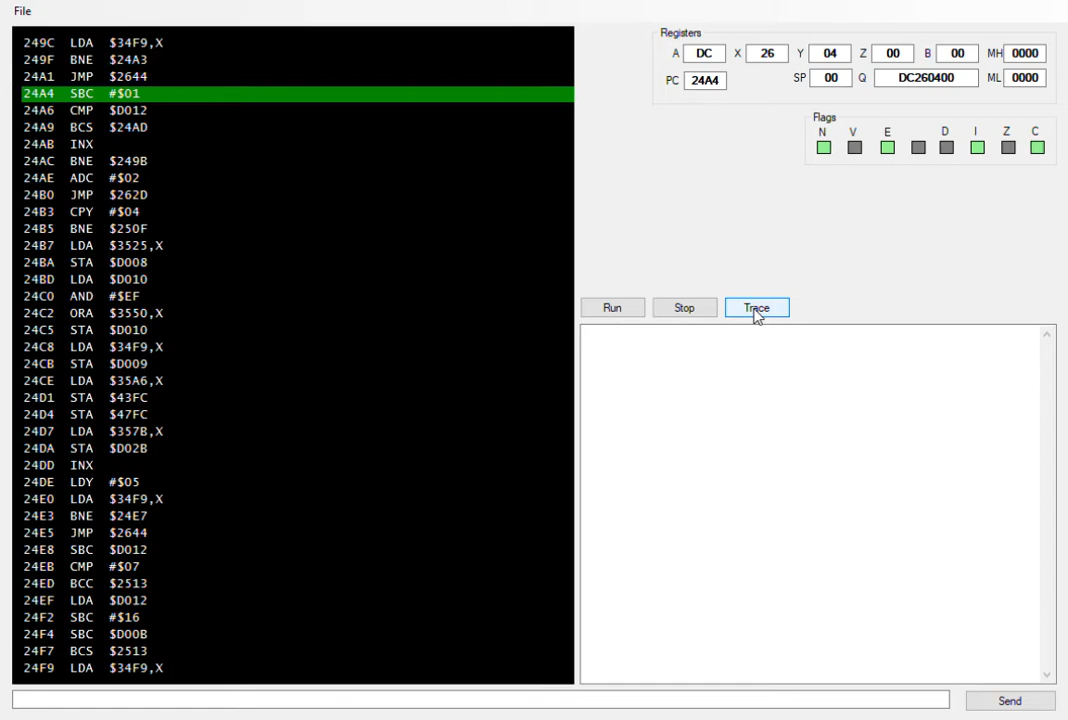 File
249C LDA $34F9,X
249F BNE $24A3
24A1 JMP $2644
24A4 SBC #$01
24A6 CMP $D012
24A9 BCS $24AD
24AB INX
24AC BNE $249B
24AE ADC #$02
24B0 JMP $262D
24B3 CPY #$04
24B5 BNE $250F
24B7 LDA $3525,X
24BA STA $D008
24BD LDA $D010
24C0 AND #$EF
24C2 ORA $3550,X
24C5 STA $D010
24C8 LDA $34F9,X
24CB STA $D009
24CE LDA $35A6,X
24D1 STA $43FC
24D4 STA $47FC
24D7 LDA $357B,X
24DA STA $D02B
24DD INX
24DE LDY #$05
24E0 LDA $34F9,X
24E3 BNE $24E7
24E5 JMP $2644
24E8 SBC $D012
24EB CMP #$07
24ED BCC $2513
24EF LDA $D012
24F2 SBC #$16
24F4 SBC $D00B
24F7 BCS $2513
24F9 LDA $34F9,X
Registers
A DC X 26 Y 04 Z 00 B 00 MH 0000
PC 24A4 SP 00 Q DC260400 ML 0000
Flags
N V E D I Z C
Run Stop Trace
Send